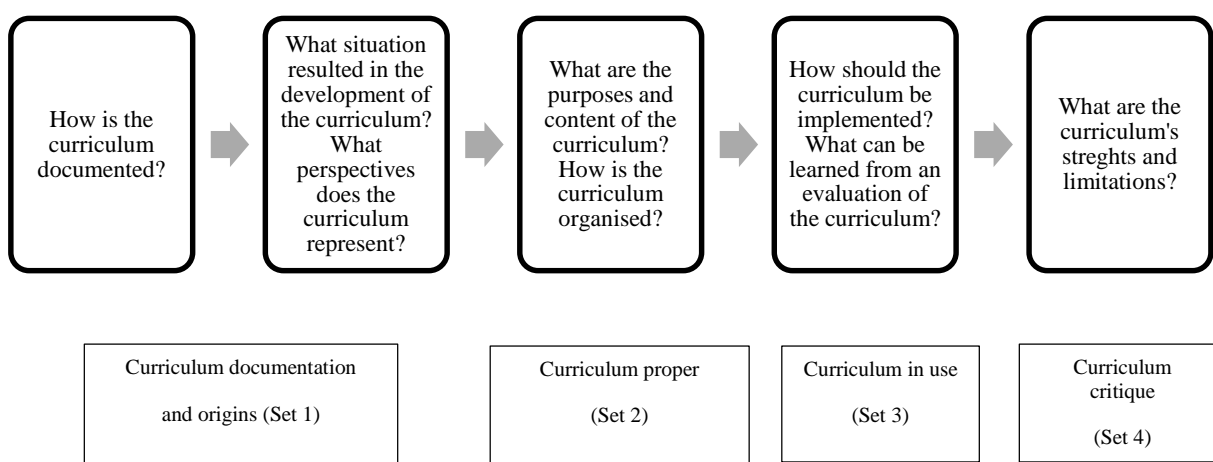 How is the
curriculum
documented?
What situation
resulted in the
development of
the curriculum?
What
perspectives
does the
curriculum
represent?
What are the
purposes and
content of the
curriculum?
How is the
curriculum
organised?
How should the
curriculum be
implemented?
What can be
learned from an
evaluation of
the curriculum?
What are the
curriculum's
streghts and
limitations?
Curriculum documentation
and origins (Set 1)
Curriculum proper
(Set 2)
Curriculum in use
(Set 3)
Curriculum
critique
(Set 4)